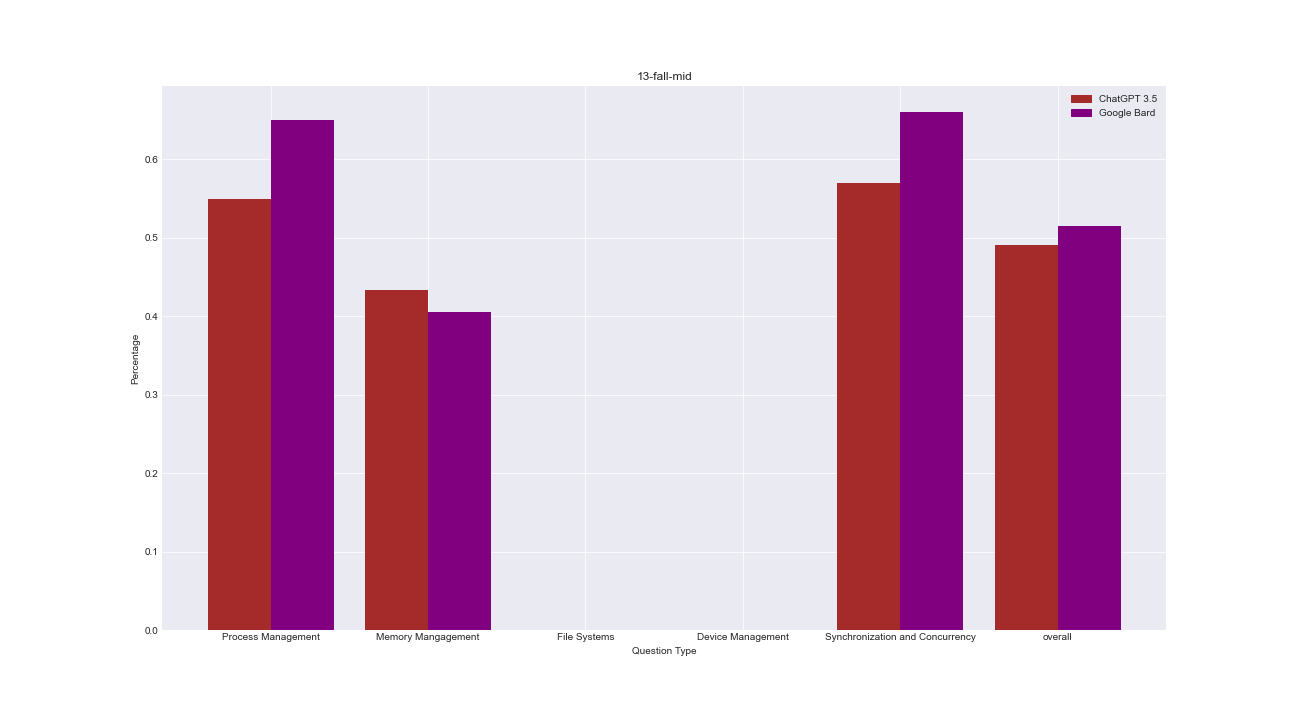 13-fall-mid
ChatGPT 3.5
Google Bard
0.6
0.5
0.4
0.3
0.2
0.1
0.0
Percentage
Process Management
Memory Mangagement
File Systems
Device Management
Synchronization and Concurrency
overall
Question Type